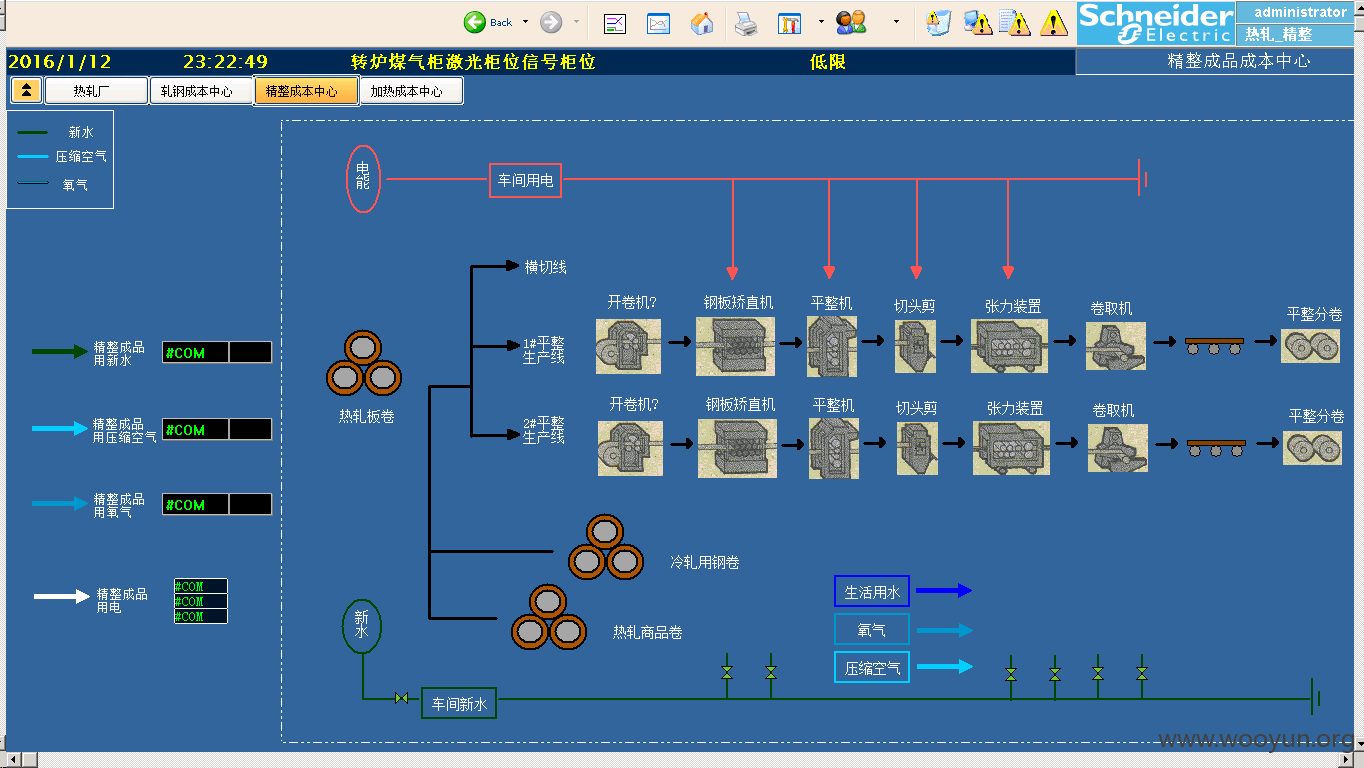 Back
Schneider
Electric
administrator
热轧_精整
2016/1/12 23:22:49 转炉煤气柜激光柜位信号柜位 低限
精整成品成本中心
热轧厂
轧钢成本中心
精整成本中心
加热成本中心
新水
压缩空气
氧气
电能
车间用电
横切线
开卷机?
钢板矫直机
平整机
切头剪
张力装置
卷取机
平整分卷
1#平整
生产线
精整成品
用新水
#COM
热轧板卷
开卷机?
钢板矫直机
平整机
切头剪
张力装置
卷取机
平整分卷
2#平整
生产线
精整成品
用压缩空气
#COM
精整成品
用氧气
#COM
冷轧用钢卷
精整成品
用电
#COM
#COM
#COM
生活用水
新水
热轧商品卷
氧气
压缩空气
车间新水
www.wooyun.org